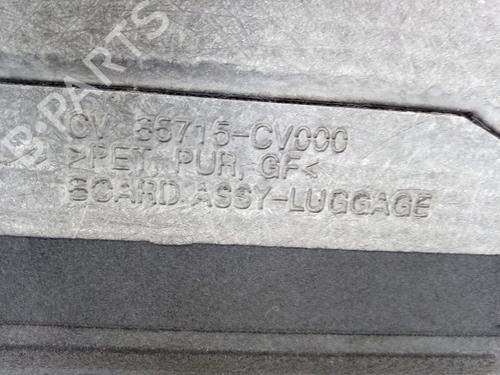 B-PARTS
CV 85715-CV000
>PET, PUR, GF<
BOARD ASSY-LUGGAGE